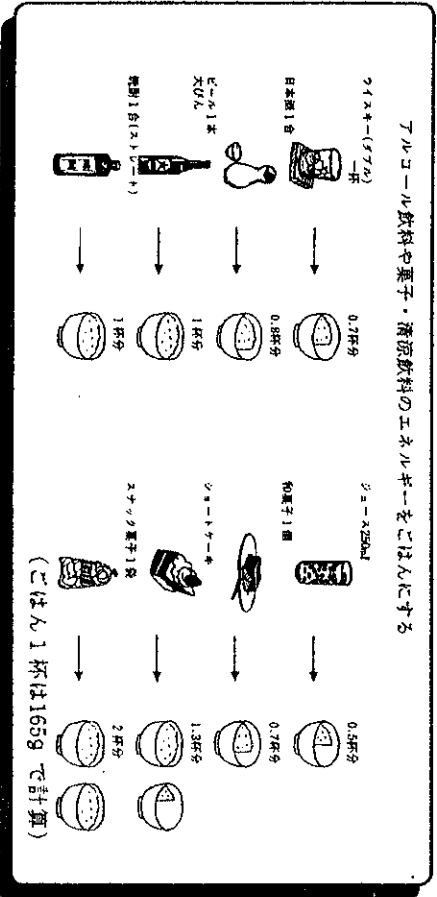 アルコール飲料や菓子・清涼飲料のエネルギーをごはんにする
ウイスキー(ダブル)
一杯
0.7杯分
日本酒1合
0.8杯分
ビール1本
大びん
1杯分
焼酎1合(ストレート)
1杯分
ジュース250ml
0.5杯分
和菓子1個
0.7杯分
ショートケーキ
1.3杯分
スナック菓子1袋
2杯分
(ごはん1杯は165gで計算)